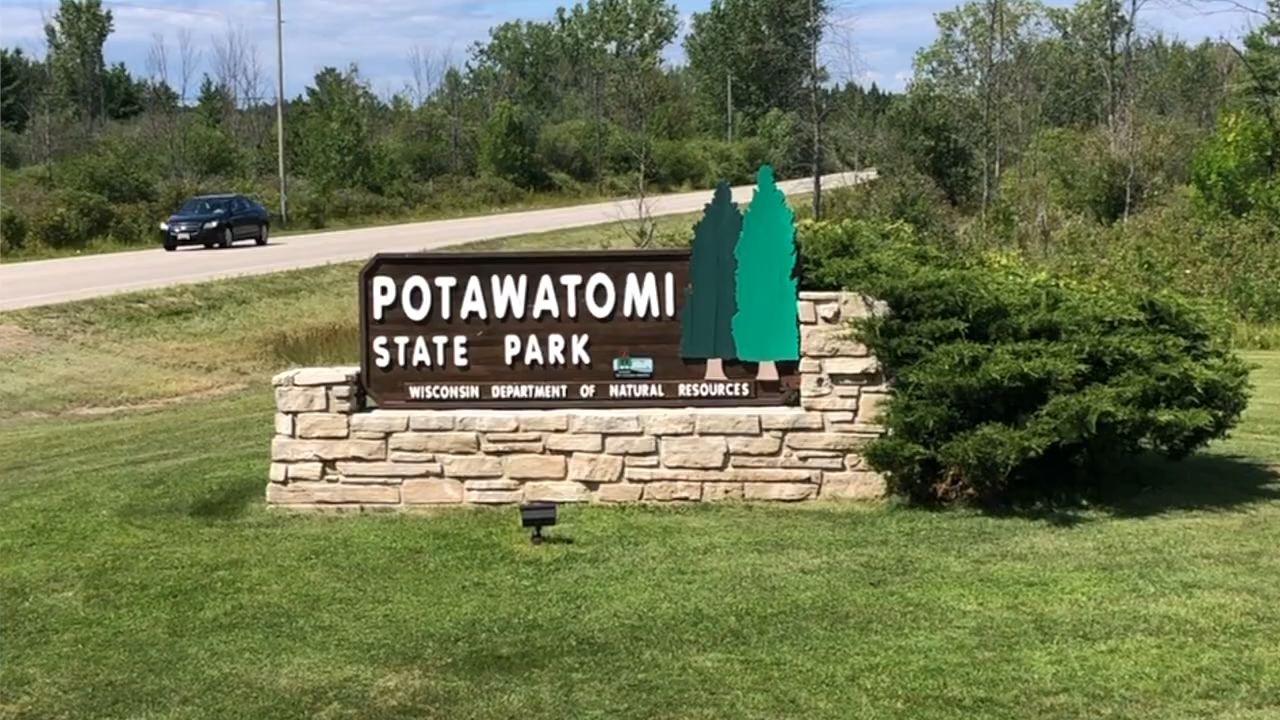 POTAWATOMI
STATE PARK
WISCONSIN DEPARTMENT OF NATURAL RESOURCES